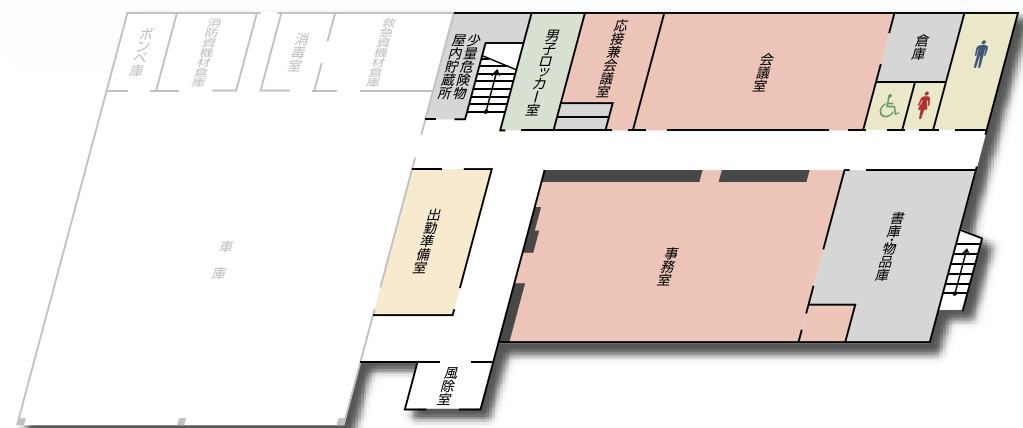 ボンベ庫
消防資機材倉庫
消毒室
救急資機材倉庫
少量危険物
屋内貯蔵所
男子ロッカー室
応接兼会議室
会議室
倉庫
出勤準備室
事務室
書庫・物品庫
車庫
風除室